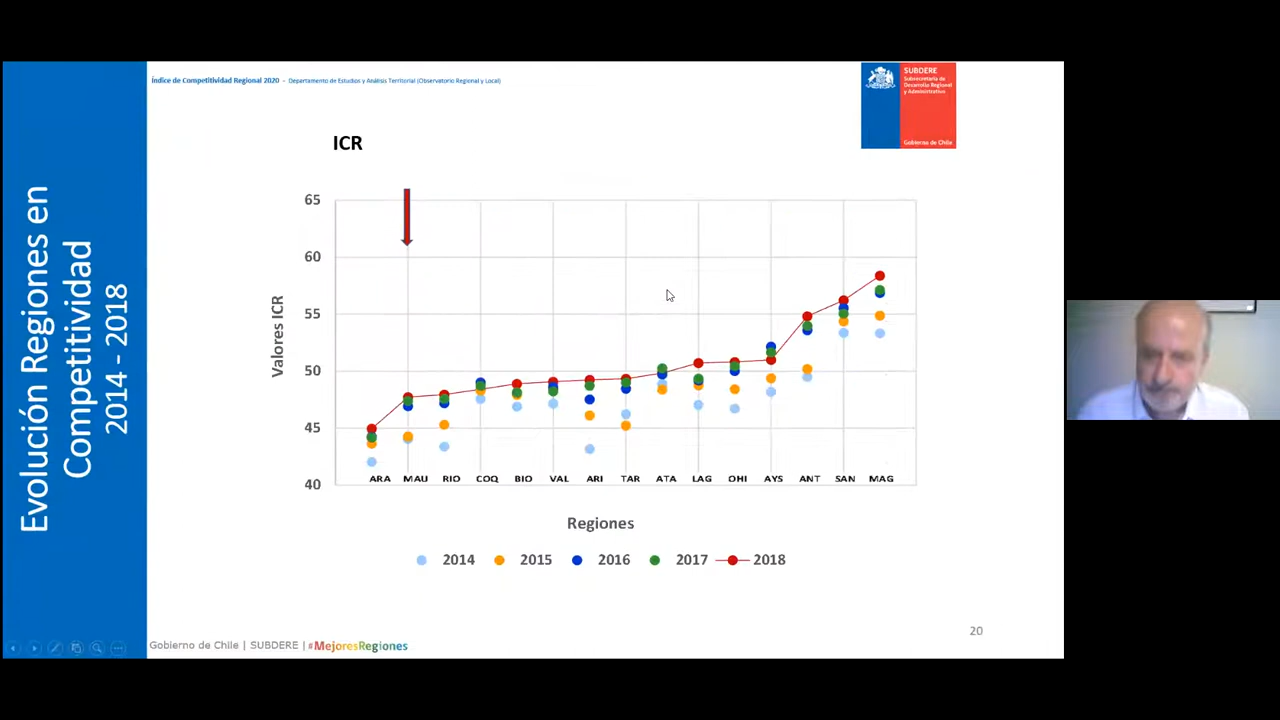 Índice de Competitividad Regional 2020 - Departamento de Estudios y Análisis Territorial (Observatorio Regional y Local)
SUBDERE
Subsecretaría de
Desarrollo Regional
y Administrativo
Gobierno de Chile
Evolución Regiones en
Competitividad
2014 - 2018
ICR
65
60
55
50
45
40
Valores ICR
ARA MAU RIO COQ BIO VAL ARI TAR ATA LAG OHI AYS ANT SAN MAG
Regiones
2014 2015 2016 2017 2018
20
Gobierno de Chile | SUBDERE | #MejoresRegiones